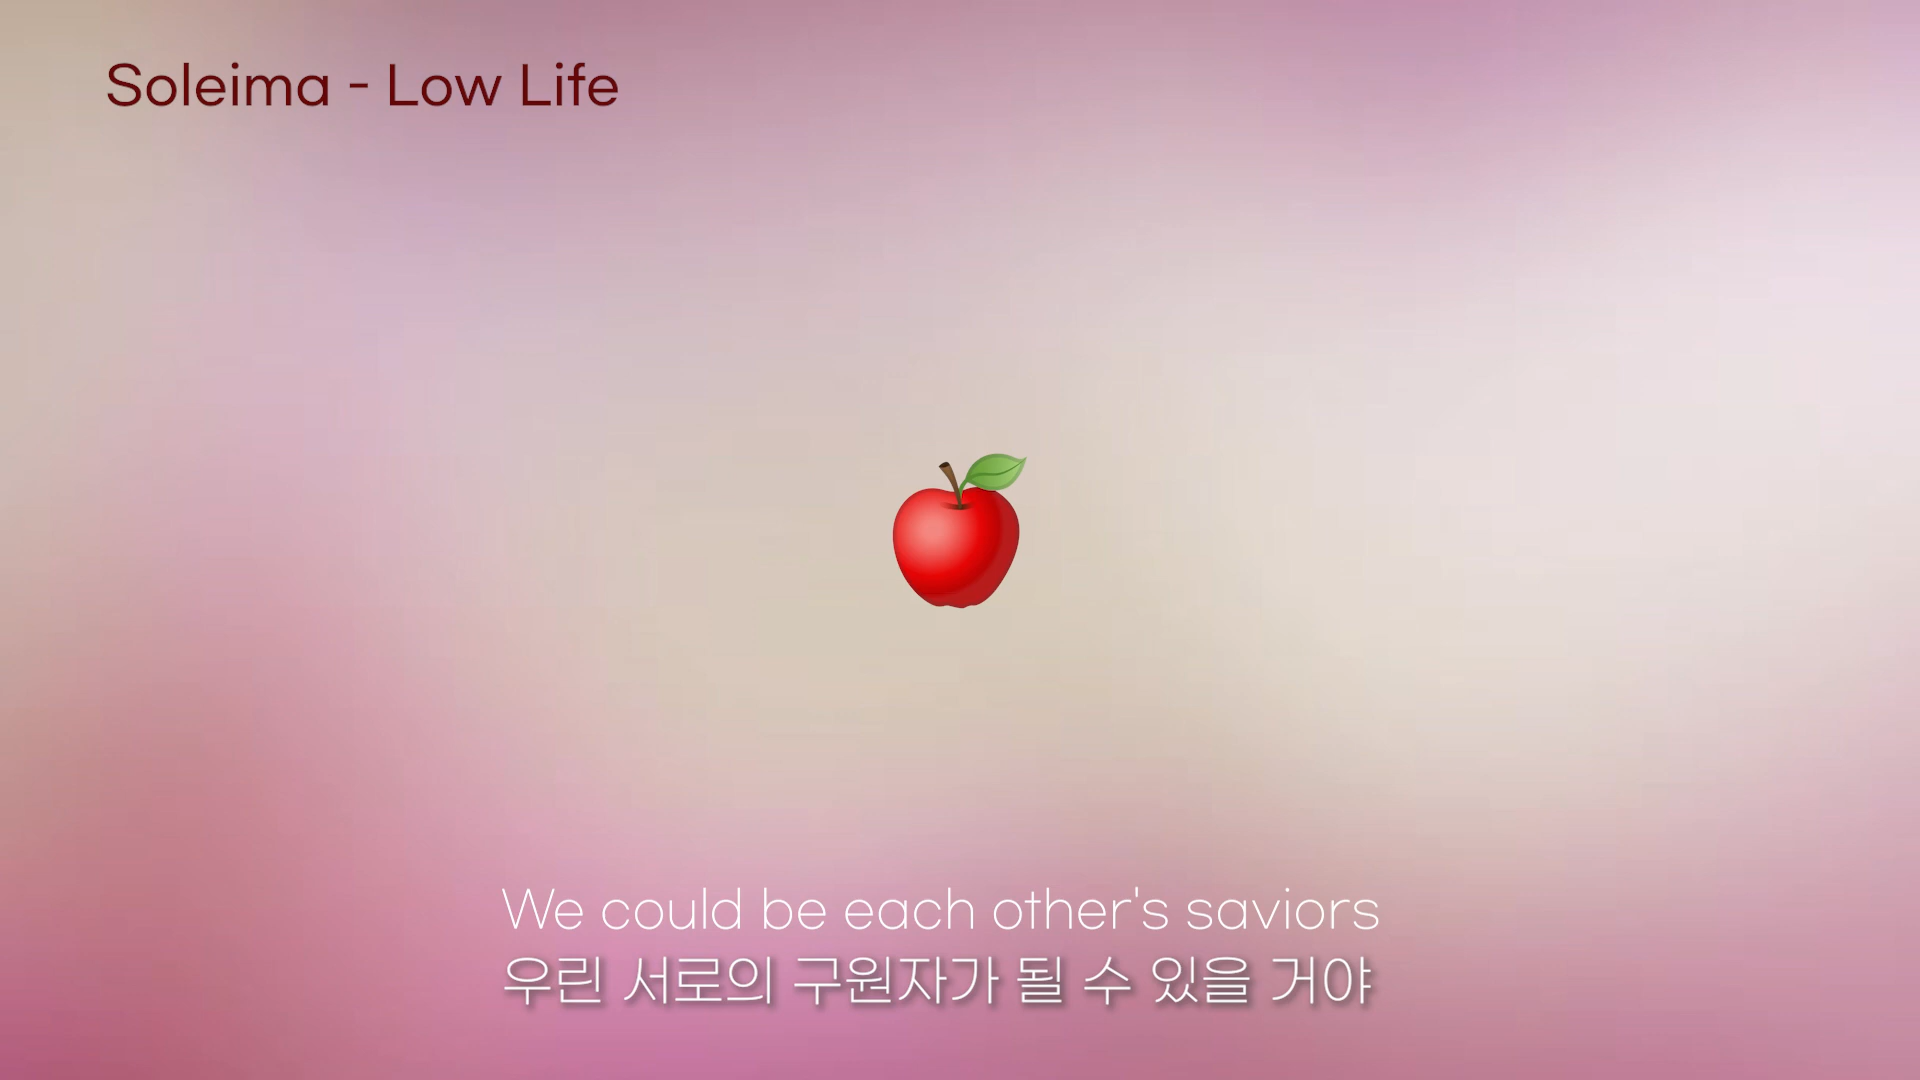 Soleima - Low Life
We could be each other's saviors
우린 서로의 구원자가 될 수 있을 거야